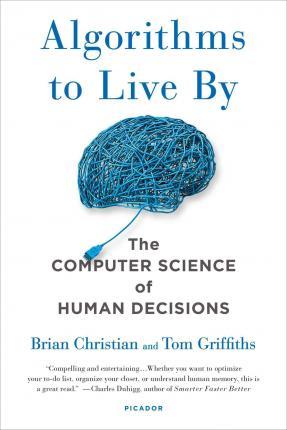 Algorithms
to Live By
The
COMPUTER SCIENCE
of
HUMAN DECISIONS
Brian Christian and Tom Griffiths
“Compelling and entertaining....Whether you want to optimize
your to-do list, organize your closet, or understand human memory, this is
a great read.” —Charles Duhigg, author of Smarter Faster Better
PICADOR